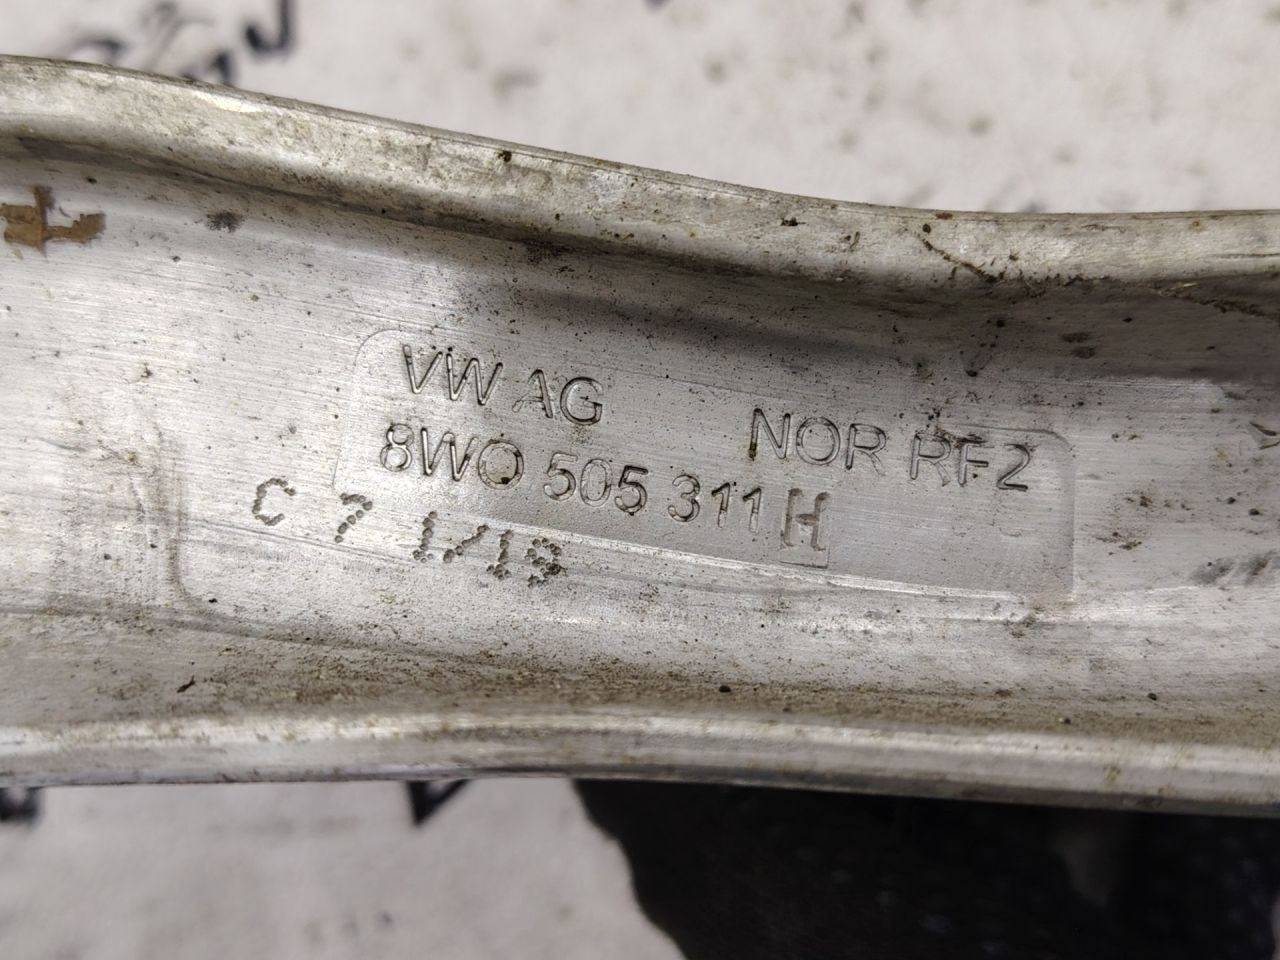 VW AG NOR RF2
8W0 505 311 H
C 7 1/19